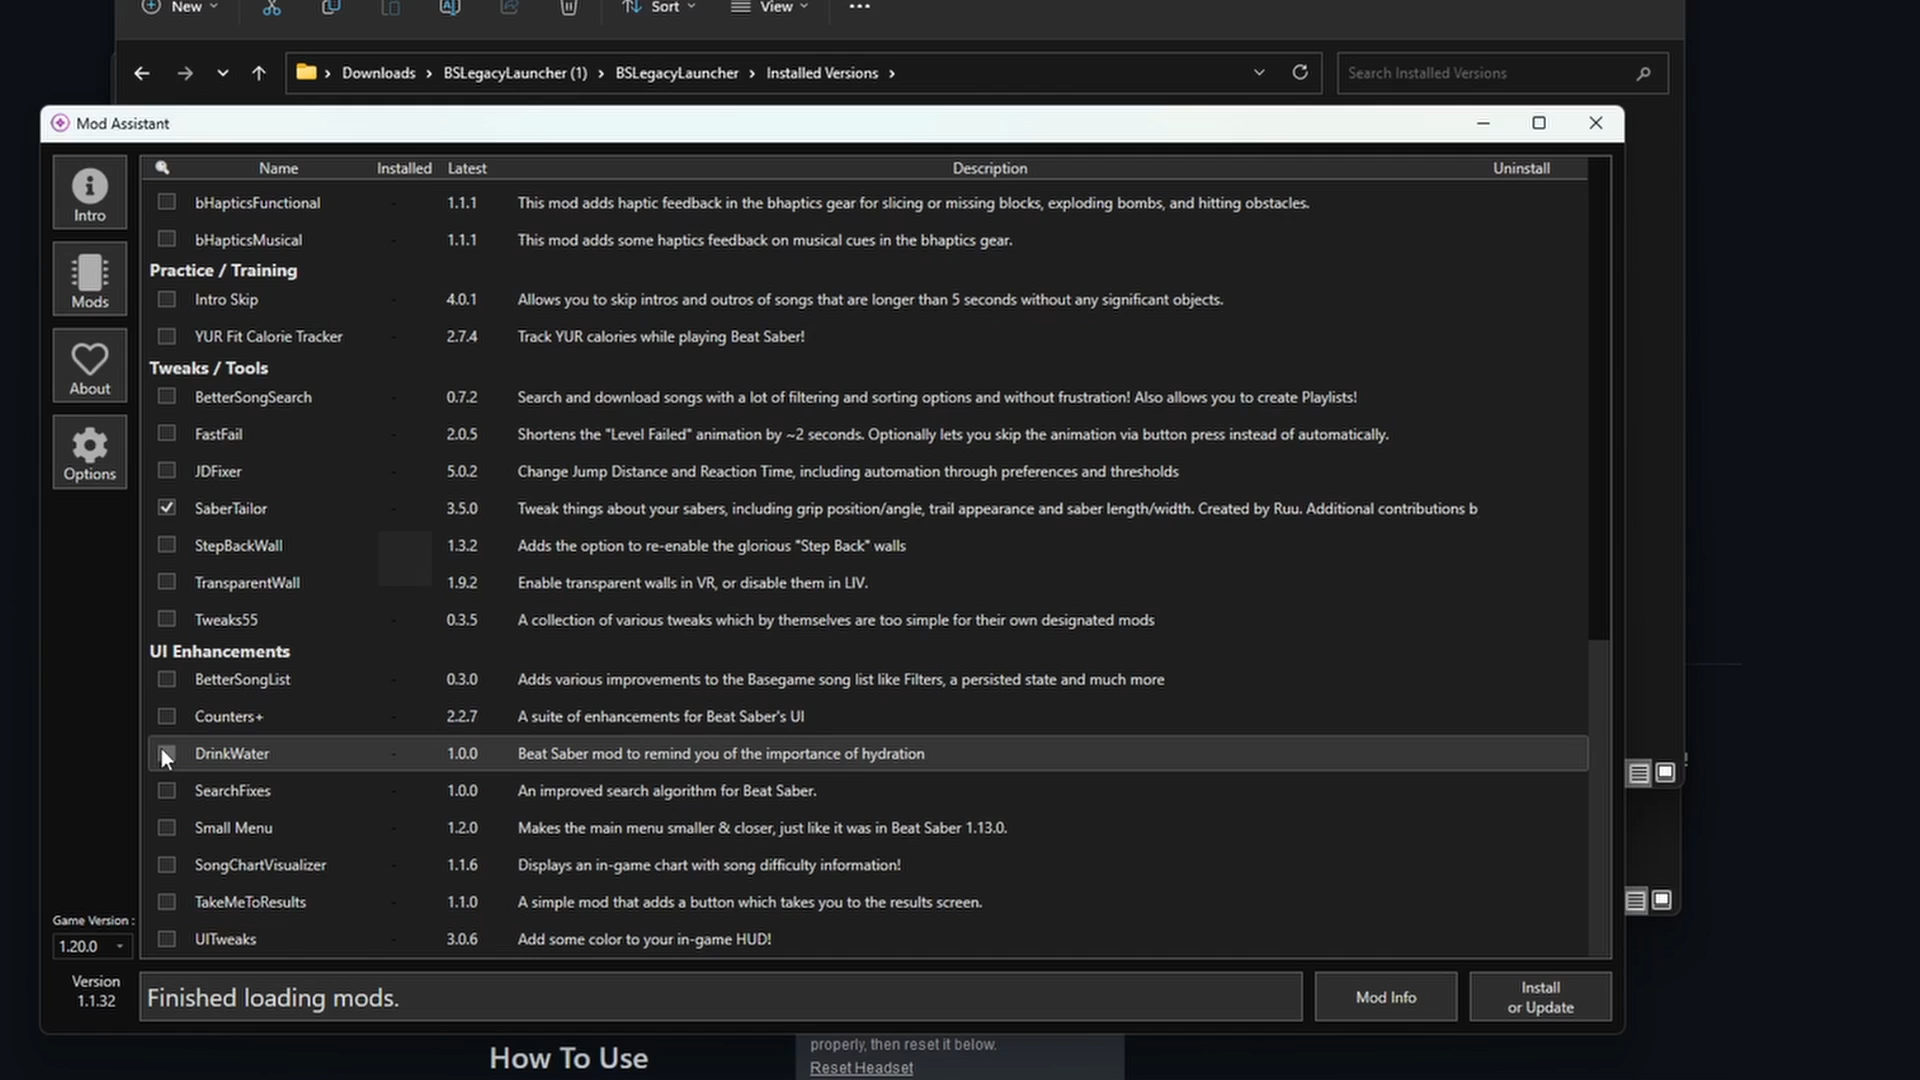 New
Sort
View
Downloads › BSLegacyLauncher (1) › BSLegacyLauncher › Installed Versions ›
Search Installed Versions
Mod Assistant
Intro
Mods
About
Options
Name Installed Latest Description Uninstall
bHapticsFunctional - 1.1.1 This mod adds haptic feedback in the bhaptics gear for slicing or missing blocks, exploding bombs, and hitting obstacles.
bHapticsMusical - 1.1.1 This mod adds some haptics feedback on musical cues in the bhaptics gear.
Practice / Training
Intro Skip - 4.0.1 Allows you to skip intros and outros of songs that are longer than 5 seconds without any significant objects.
YUR Fit Calorie Tracker - 2.7.4 Track YUR calories while playing Beat Saber!
Tweaks / Tools
BetterSongSearch - 0.7.2 Search and download songs with a lot of filtering and sorting options and without frustration! Also allows you to create Playlists!
FastFail - 2.0.5 Shortens the "Level Failed" animation by ~2 seconds. Optionally lets you skip the animation via button press instead of automatically.
JDFixer - 5.0.2 Change Jump Distance and Reaction Time, including automation through preferences and thresholds
SaberTailor - 3.5.0 Tweak things about your sabers, including grip position/angle, trail appearance and saber length/width. Created by Ruu. Additional contributions b
StepBackWall - 1.3.2 Adds the option to re-enable the glorious "Step Back" walls
TransparentWall - 1.9.2 Enable transparent walls in VR, or disable them in LIV.
Tweaks55 - 0.3.5 A collection of various tweaks which by themselves are too simple for their own designated mods
UI Enhancements
BetterSongList - 0.3.0 Adds various improvements to the Basegame song list like Filters, a persisted state and much more
Counters+ - 2.2.7 A suite of enhancements for Beat Saber's UI
DrinkWater - 1.0.0 Beat Saber mod to remind you of the importance of hydration
SearchFixes - 1.0.0 An improved search algorithm for Beat Saber.
Small Menu - 1.2.0 Makes the main menu smaller & closer, just like it was in Beat Saber 1.13.0.
SongChartVisualizer - 1.1.6 Displays an in-game chart with song difficulty information!
TakeMeToResults - 1.1.0 A simple mod that adds a button which takes you to the results screen.
UITweaks - 3.0.6 Add some color to your in-game HUD!
Game Version :
1.20.0
Version
1.1.32
Finished loading mods.
Mod Info
Install
or Update
How To Use
properly, then reset it below.
Reset Headset